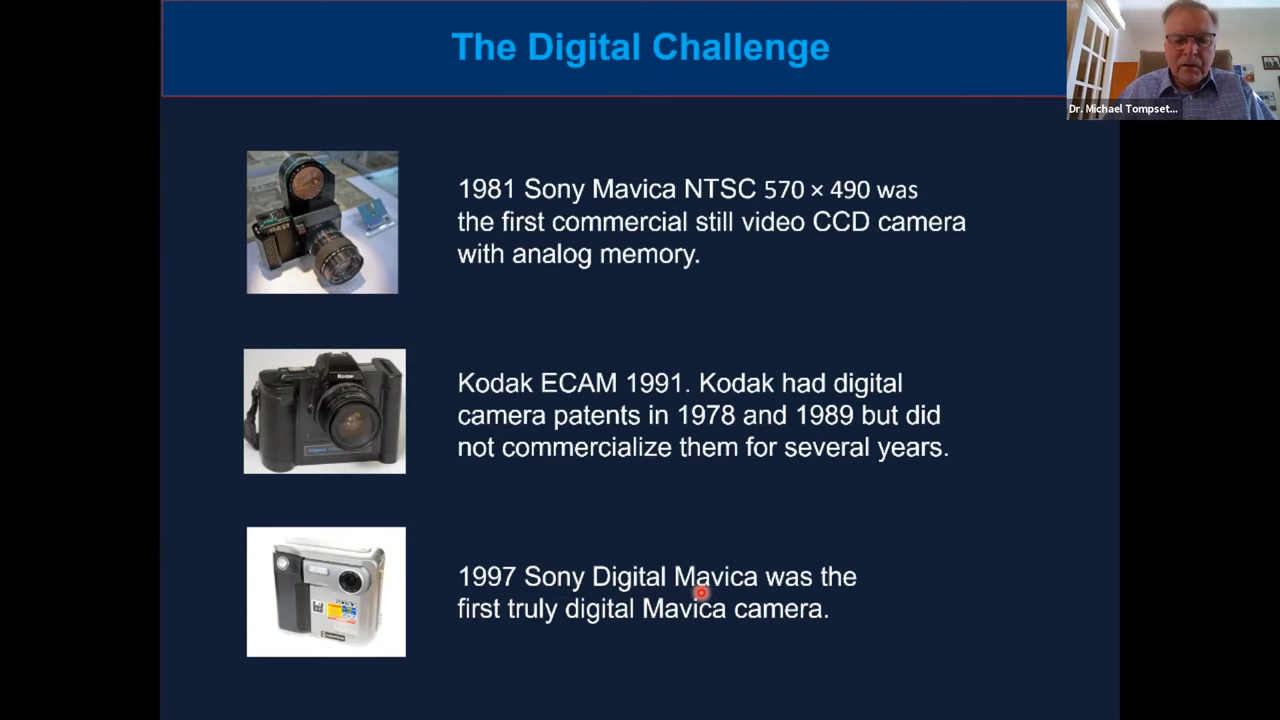 The Digital Challenge
Dr. Michael Tompset...
1981 Sony Mavica NTSC 570 × 490 was
the first commercial still video CCD camera
with analog memory.
Kodak ECAM 1991. Kodak had digital
camera patents in 1978 and 1989 but did
not commercialize them for several years.
1997 Sony Digital Mavica was the
first truly digital Mavica camera.